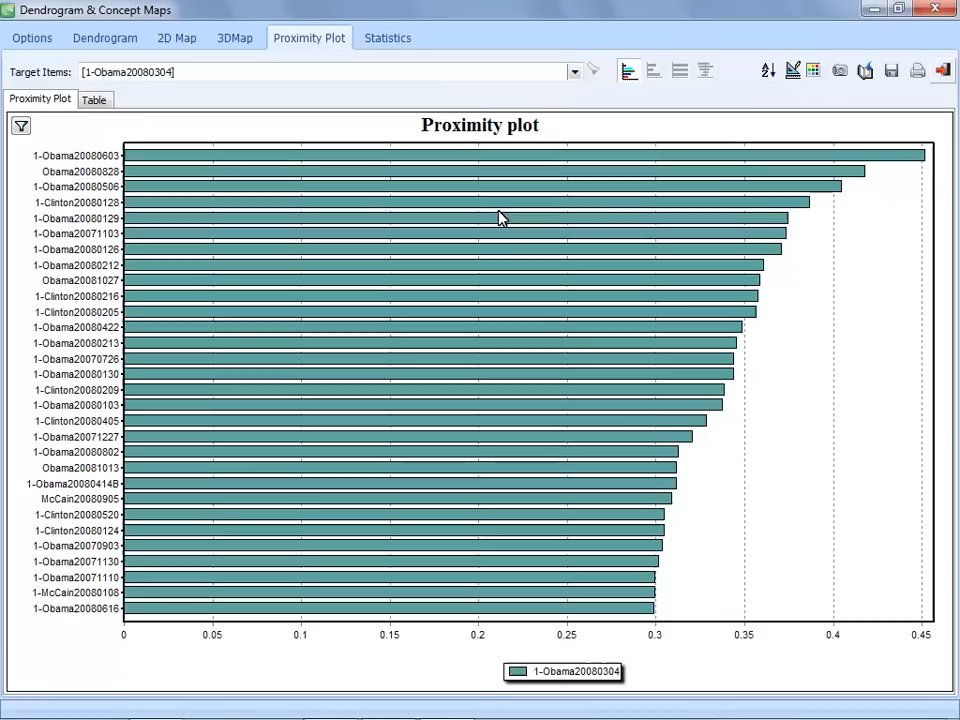 Dendrogram & Concept Maps
Options Dendrogram 2D Map 3DMap Proximity Plot Statistics
Target Items: [1-Obama20080304]
Proximity Plot Table
Proximity plot
1-Obama20080603
Obama20080828
1-Obama20080506
1-Clinton20080128
1-Obama20080129
1-Obama20071103
1-Obama20080126
1-Obama20080212
Obama20081027
1-Clinton20080216
1-Clinton20080205
1-Obama20080422
1-Obama20080213
1-Obama20070726
1-Obama20080130
1-Clinton20080209
1-Obama20080103
1-Clinton20080405
1-Obama20071227
1-Obama20080802
Obama20081013
1-Obama20080414B
McCain20080905
1-Clinton20080520
1-Clinton20080124
1-Obama20070903
1-Obama20071130
1-Obama20071110
1-McCain20080108
1-Obama20080616
0 0.05 0.1 0.15 0.2 0.25 0.3 0.35 0.4 0.45
1-Obama20080304